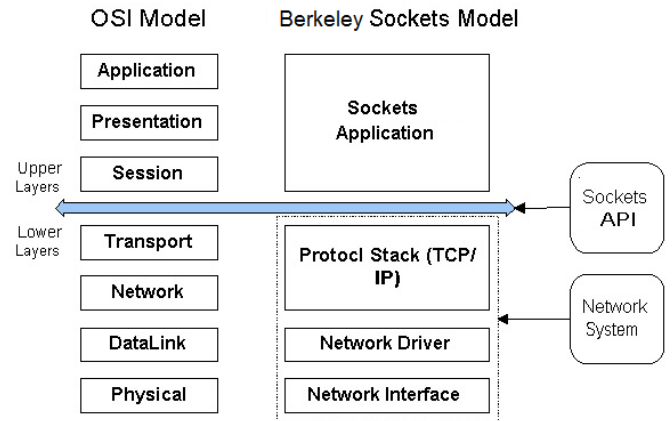 OSI Model
Berkeley Sockets Model
Application
Presentation
Session
Sockets
Application
Upper
Layers
Lower
Layers
Sockets
API
Transport
Network
DataLink
Physical
Protocl Stack (TCP/
IP)
Network Driver
Network Interface
Network
System